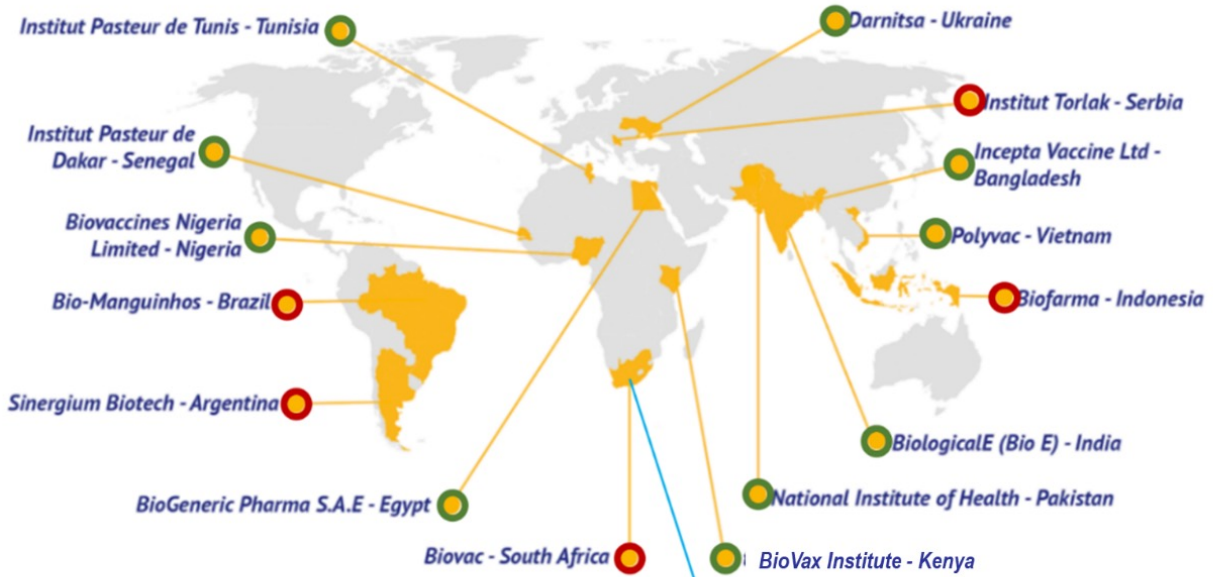 Institut Pasteur de Tunis - Tunisia
Darnitsa - Ukraine
Institut Torlak - Serbia
Institut Pasteur de
Dakar - Senegal
Incepta Vaccine Ltd -
Bangladesh
Biovaccines Nigeria
Limited - Nigeria
Polyvac - Vietnam
Bio-Manguinhos - Brazil
Biofarma - Indonesia
Sinergium Biotech - Argentina
BiologicalE (Bio E) - India
National Institute of Health - Pakistan
BioGeneric Pharma S.A.E - Egypt
Biovac - South Africa
BioVax Institute - Kenya